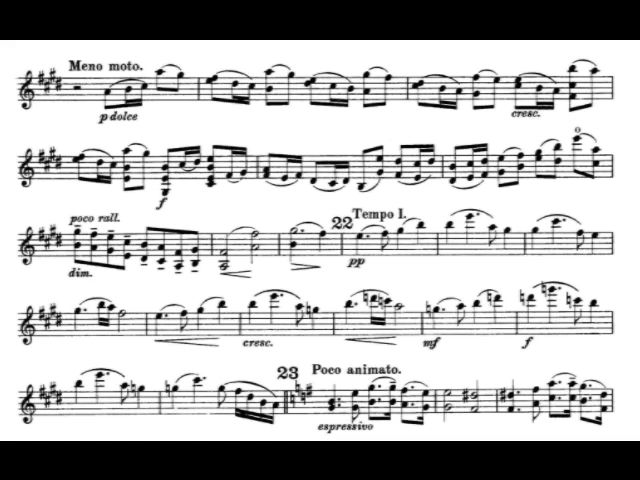 Meno moto.
p dolce
cresc.
f
poco rall.
22
Tempo I.
dim.
pp
cresc.
mf
f
23
Poco animato.
espressivo